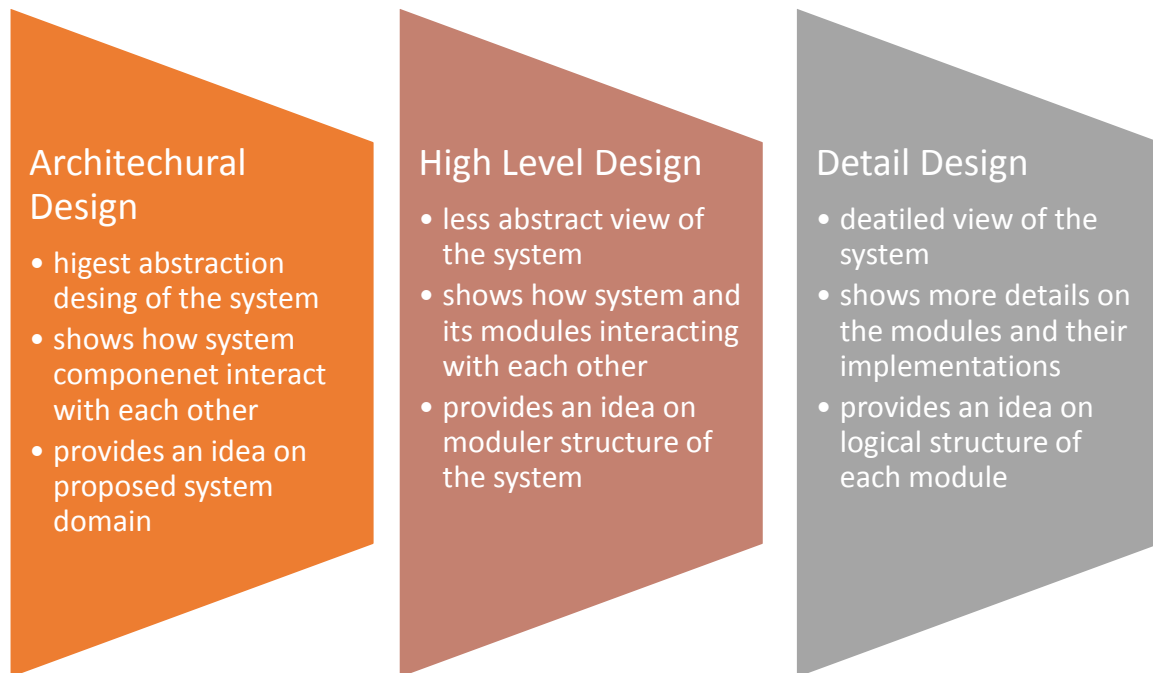 Architechural
Design
• higest abstraction
desing of the system
• shows how system
componenet interact
with each other
• provides an idea on
proposed system
domain
High Level Design
• less abstract view of
the system
• shows how system and
its modules interacting
with each other
• provides an idea on
moduler structure of
the system
Detail Design
• deatiled view of the
system
• shows more details on
the modules and their
implementations
• provides an idea on
logical structure of
each module